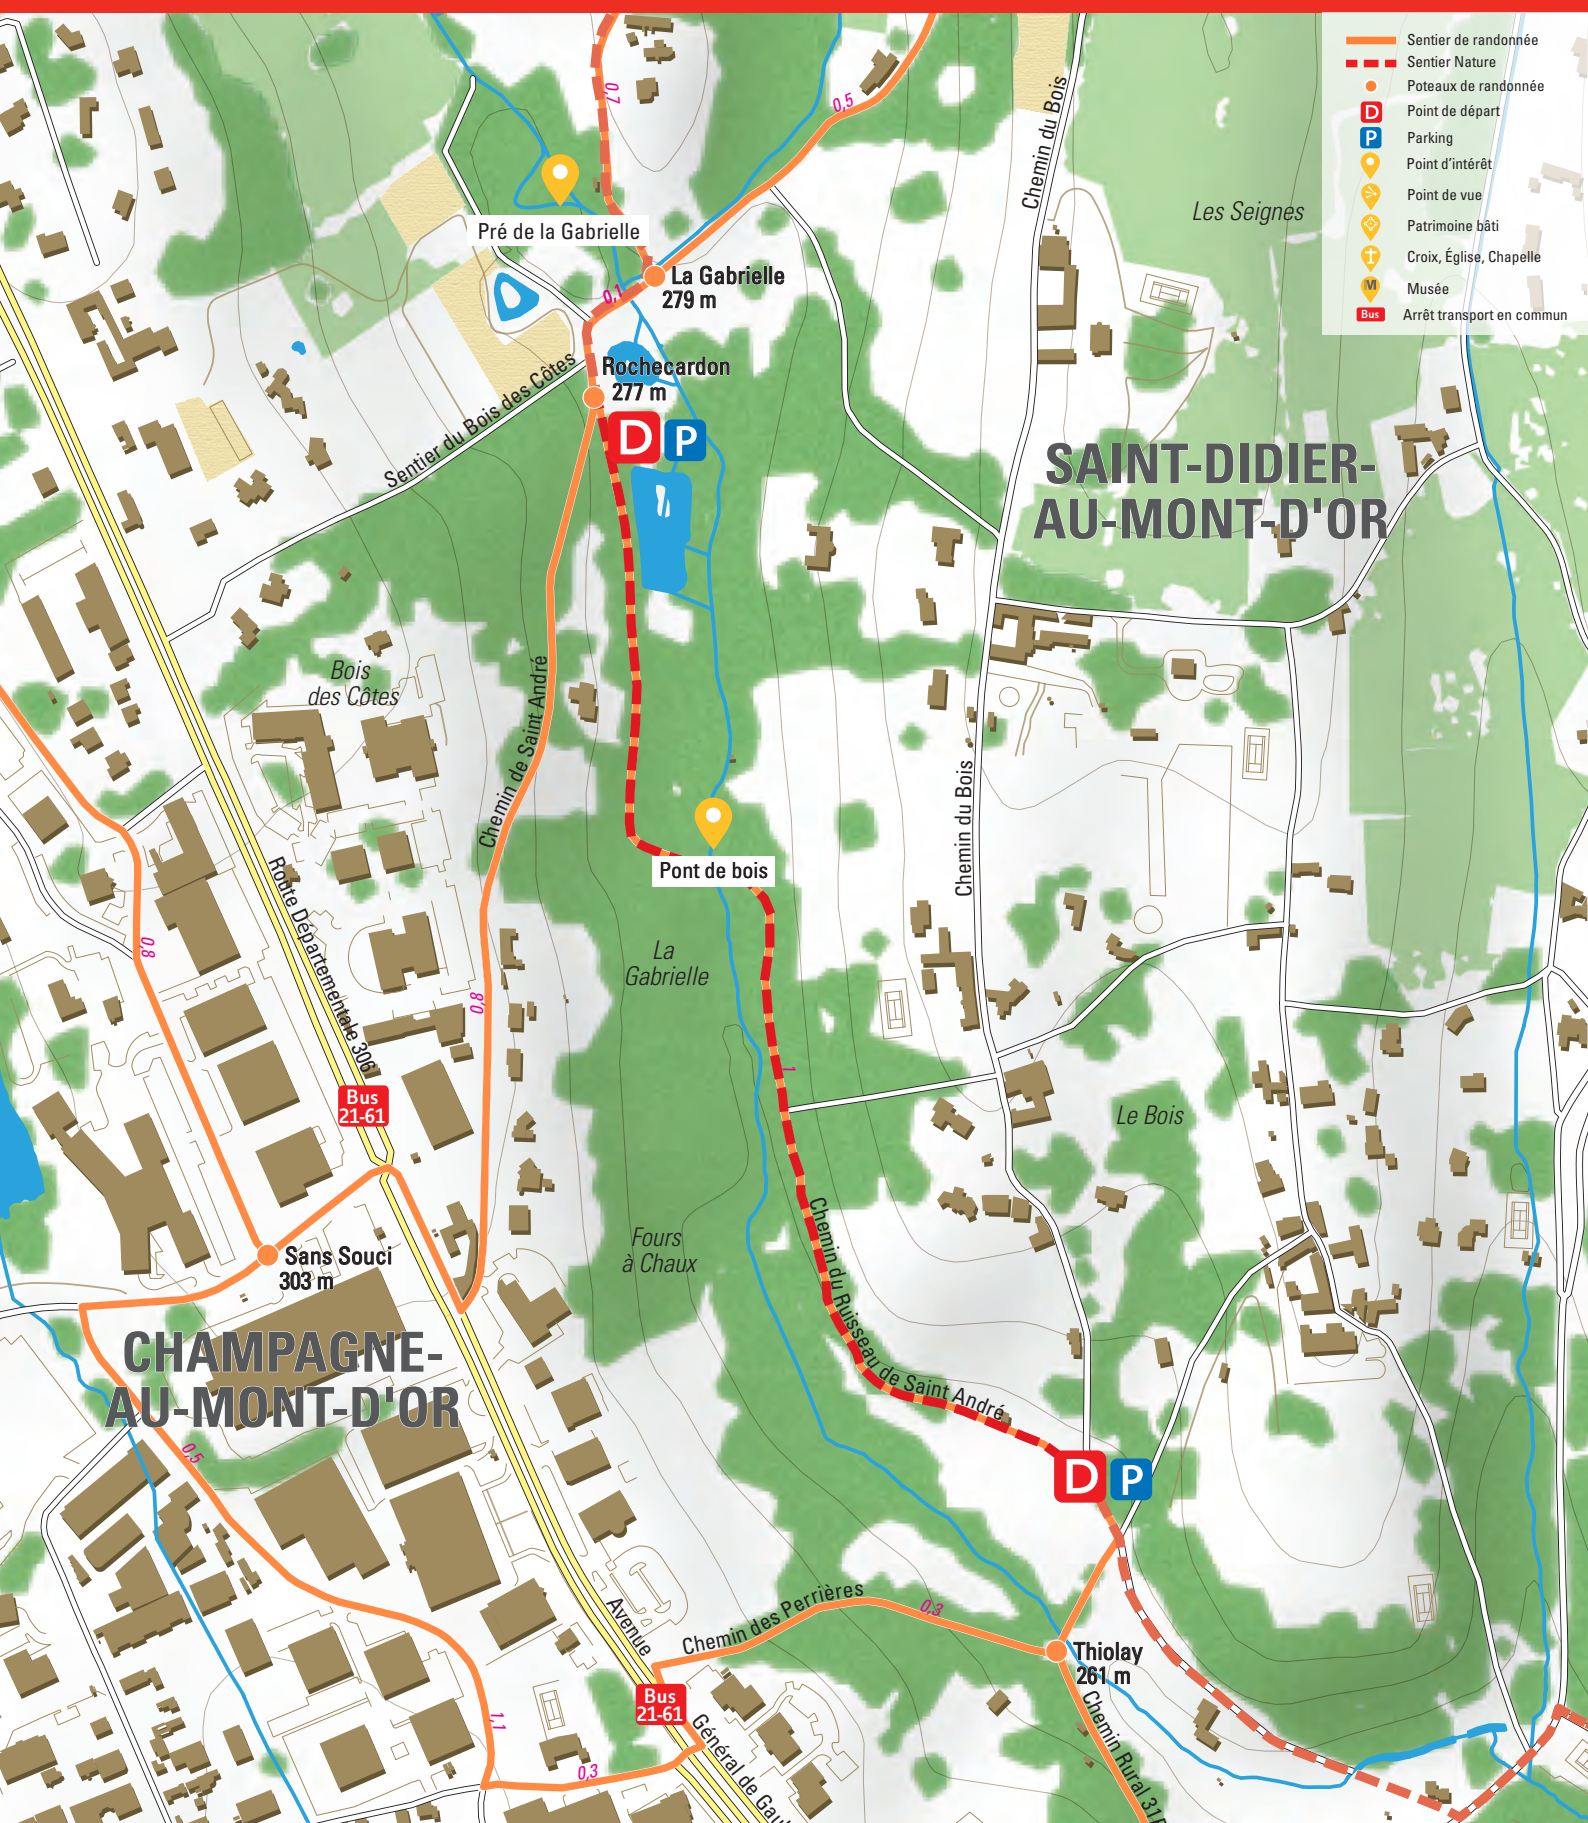 Sentier de randonnée
Sentier Nature
Poteaux de randonnée
D
Point de départ
P
Parking
Point d'intérêt
Point de vue
Patrimoine bâti
Croix, Église, Chapelle
M
Musée
Bus
Arrêt transport en commun
0,7
0,5
Chemin du Bois
Les Seignes
Pré de la Gabrielle
La Gabrielle
279 m
0,1
Rochecardon
277 m
D
P
Sentier du Bois des Côtes
SAINT-DIDIER-
AU-MONT-D'OR
Bois
des Côtes
Chemin de Saint André
Chemin du Bois
Pont de bois
Route Départementale 306
0,8
0,8
La
Gabrielle
1
Bus
21-61
Le Bois
Fours
à Chaux
Chemin du Ruisseau de Saint André
Sans Souci
303 m
CHAMPAGNE-
AU-MONT-D'OR
0,5
D
P
Chemin des Perrières
0,3
Avenue
Thiolay
261 m
Bus
21-61
1,1
0,3
Général de Gaul
Chemin Rural 31